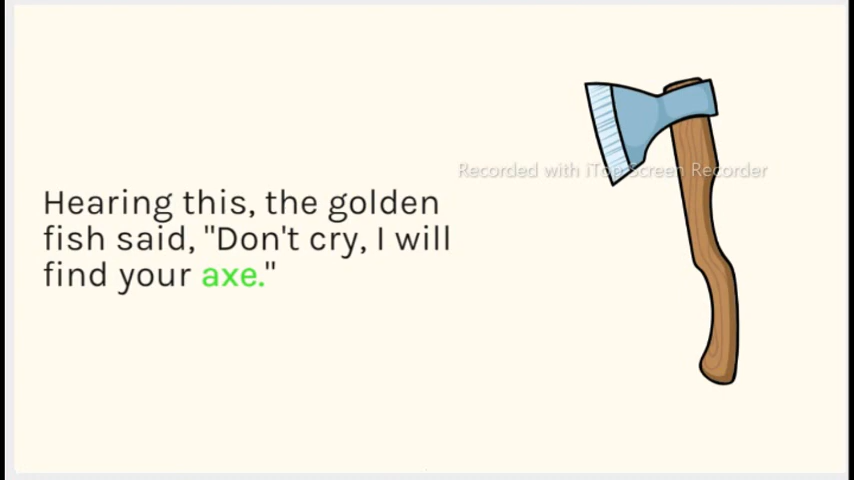 Recorded with iTop Screen Recorder
Hearing this, the golden
fish said, "Don't cry, I will
find your axe."